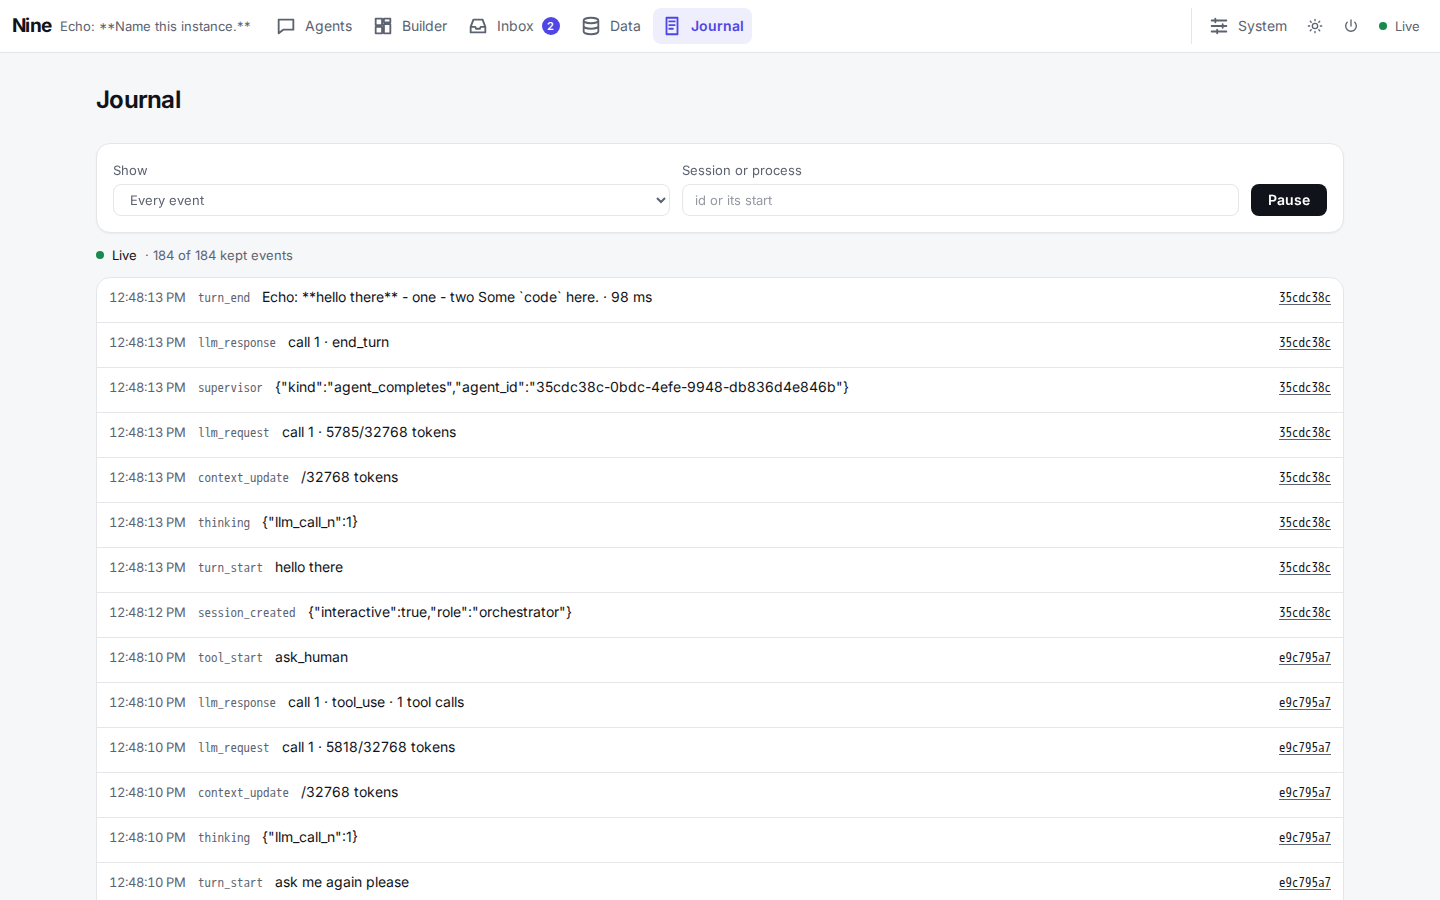 Nine Echo: **Name this instance.** Agents Builder Inbox 2 Data Journal System Live
Journal
Show Session or process
Every event id or its start Pause
Live · 184 of 184 kept events
12:48:13 PM turn_end Echo: **hello there** - one - two Some `code` here. · 98 ms 35cdc38c
12:48:13 PM llm_response call 1 · end_turn 35cdc38c
12:48:13 PM supervisor {"kind":"agent_completes","agent_id":"35cdc38c-0bdc-4efe-9948-db836d4e846b"} 35cdc38c
12:48:13 PM llm_request call 1 · 5785/32768 tokens 35cdc38c
12:48:13 PM context_update /32768 tokens 35cdc38c
12:48:13 PM thinking {"llm_call_n":1} 35cdc38c
12:48:13 PM turn_start hello there 35cdc38c
12:48:12 PM session_created {"interactive":true,"role":"orchestrator"} 35cdc38c
12:48:10 PM tool_start ask_human e9c795a7
12:48:10 PM llm_response call 1 · tool_use · 1 tool calls e9c795a7
12:48:10 PM llm_request call 1 · 5818/32768 tokens e9c795a7
12:48:10 PM context_update /32768 tokens e9c795a7
12:48:10 PM thinking {"llm_call_n":1} e9c795a7
12:48:10 PM turn_start ask me again please e9c795a7